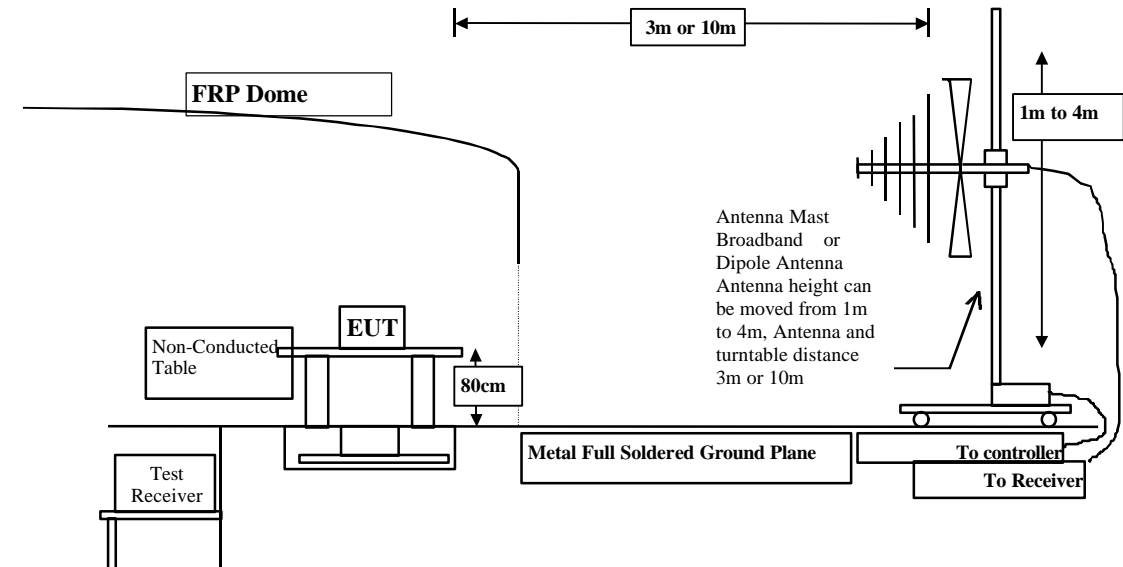 3m or 10m
FRP Dome
1m to 4m
Antenna Mast
Broadband or
Dipole Antenna
Antenna height can
be moved from 1m
to 4m, Antenna and
turntable distance
3m or 10m
EUT
Non-Conducted
Table
80cm
Metal Full Soldered Ground Plane
To controller
To Receiver
Test
Receiver